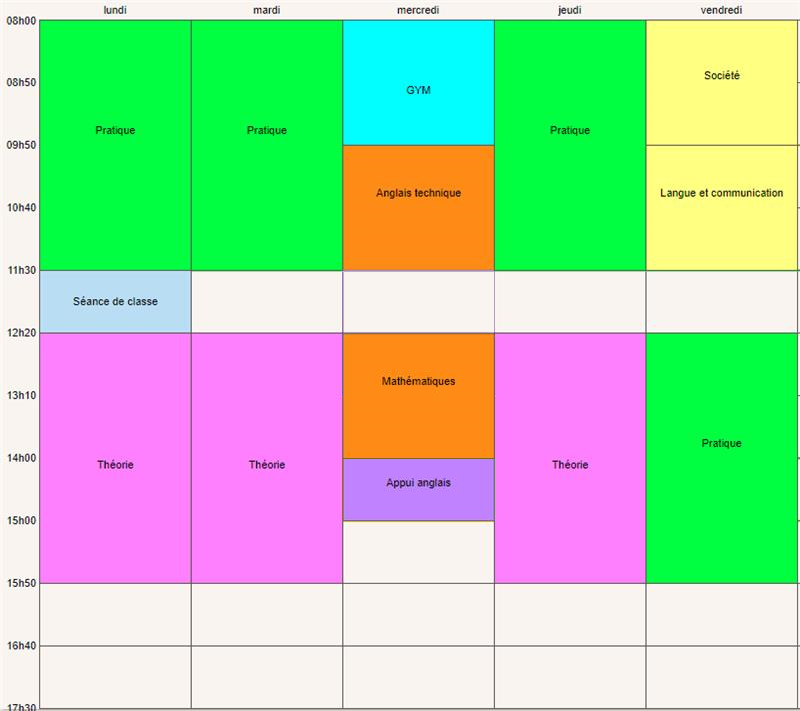 lundi mardi mercredi jeudi vendredi
08h00
Société
08h50
GYM
Pratique Pratique Pratique
09h50
Anglais technique Langue et communication
10h40
11h30
Séance de classe
12h20
Mathématiques
13h10
Pratique
14h00
Théorie Théorie Théorie
Appui anglais
15h00
15h50
16h40
17h30